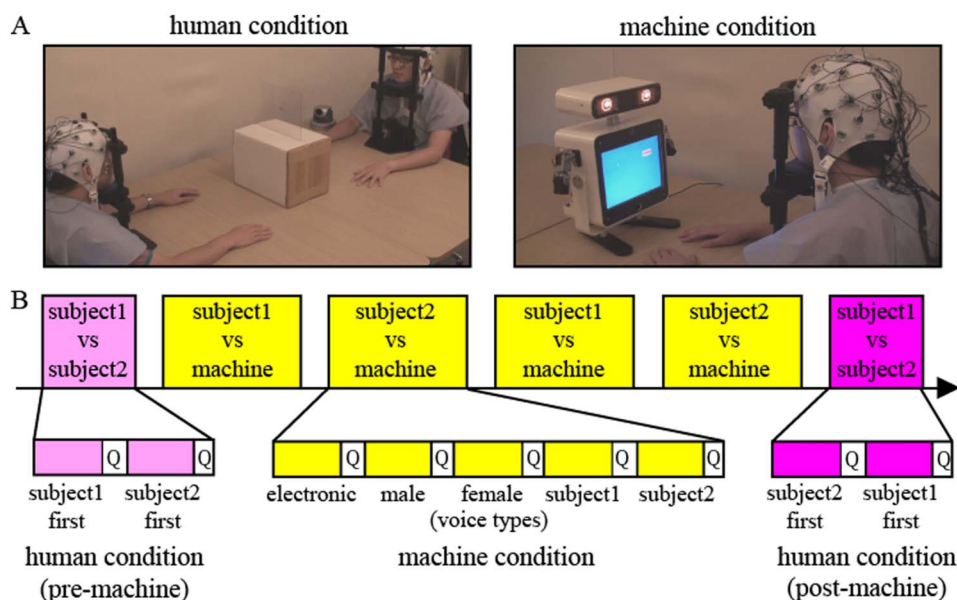 A
human condition
machine condition
B
subject1
vs
subject2
subject1
vs
machine
subject2
vs
machine
subject1
vs
machine
subject2
vs
machine
subject1
vs
subject2
Q
Q
subject1
first
subject2
first
human condition
(pre-machine)
Q
Q
Q
Q
Q
electronic
male
female
subject1
subject2
(voice types)
machine condition
Q
Q
subject2
first
subject1
first
human condition
(post-machine)